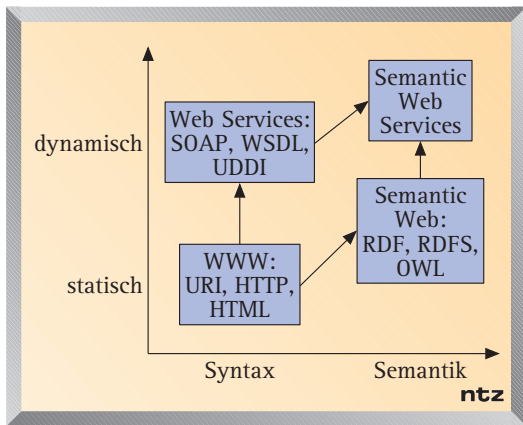 dynamisch
Web Services:
SOAP, WSDL,
UDDI
Semantic
Web
Services
statisch
WWW:
URI, HTTP,
HTML
Semantic
Web:
RDF, RDFS,
OWL
Syntax
Semantik
ntz